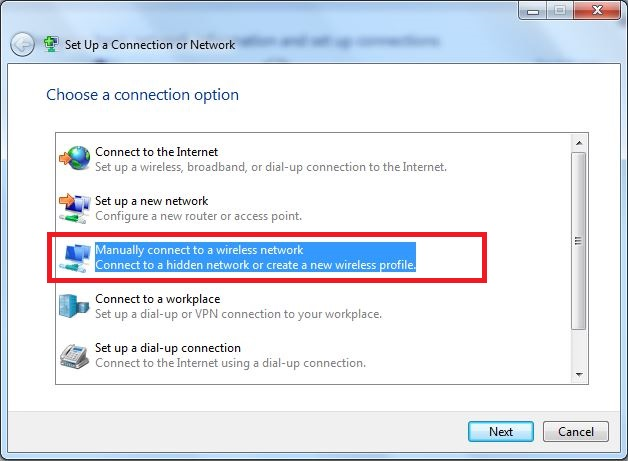 Set Up a Connection or Network
Choose a connection option
Connect to the Internet
Set up a wireless, broadband, or dial-up connection to the Internet.
Set up a new network
Configure a new router or access point.
Manually connect to a wireless network
Connect to a hidden network or create a new wireless profile.
Connect to a workplace
Set up a dial-up or VPN connection to your workplace.
Set up a dial-up connection
Connect to the Internet using a dial-up connection.
Next
Cancel